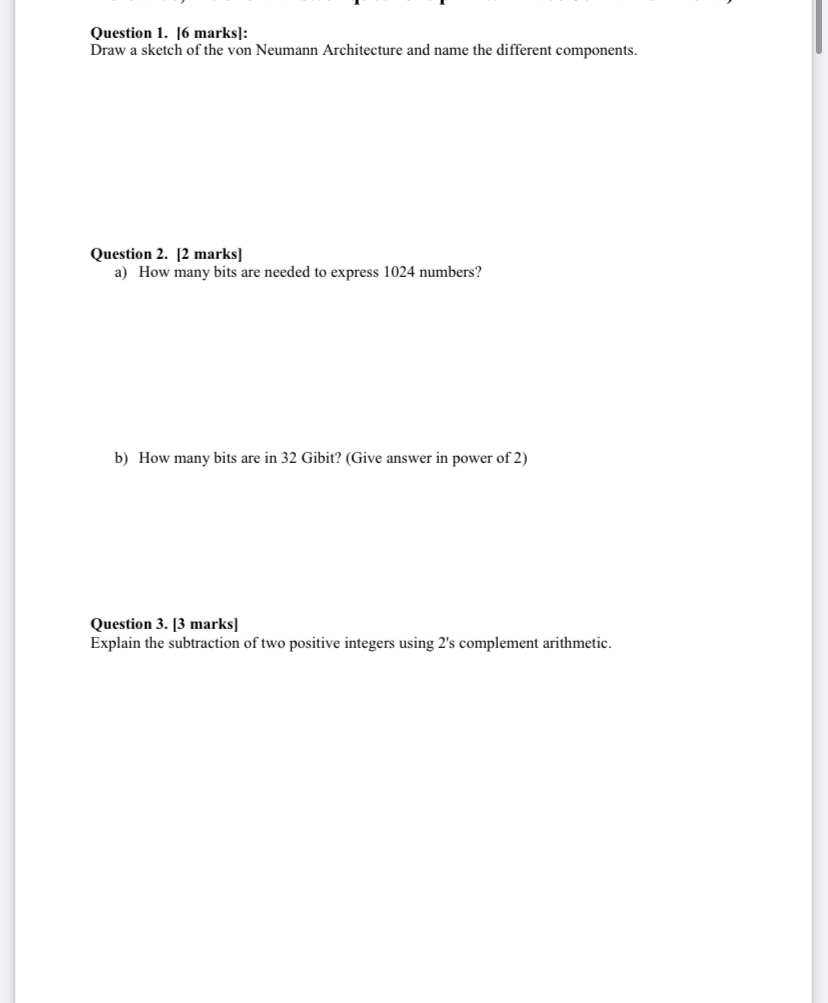 Question 1. [6 marks]:
Draw a sketch of the von Neumann Architecture and name the different components.
Question 2. [2 marks]
a) How many bits are needed to express 1024 numbers?
b) How many bits are in 32 Gibit? (Give answer in power of 2)
Question 3. [3 marks]
Explain the subtraction of two positive integers using 2's complement arithmetic.